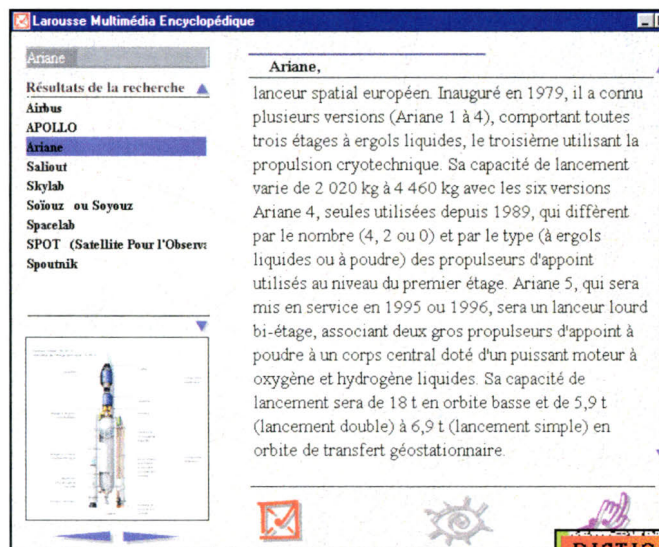 Larousse Multimédia Encyclopédique
Ariane
Résultats de la recherche
Airbus
APOLLO
Ariane
Saliout
Skylab
Soïouz ou Soyouz
Spacelab
SPOT (Satellite Pour l'Observa
Spoutnik
Ariane,
lanceur spatial européen. Inauguré en 1979, il a connu
plusieurs versions (Ariane 1 à 4), comportant toutes
trois étages à ergols liquides, le troisième utilisant la
propulsion cryotechnique. Sa capacité de lancement
varie de 2 020 kg à 4 460 kg avec les six versions
Ariane 4, seules utilisées depuis 1989, qui diffèrent
par le nombre (4, 2 ou 0) et par le type (à ergols
liquides ou à poudre) des propulseurs d'appoint
utilisés au niveau du premier étage. Ariane 5, qui sera
mis en service en 1995 ou 1996, sera un lanceur lourd
bi-étage, associant deux gros propulseurs d'appoint à
poudre à un corps central doté d'un puissant moteur à
oxygène et hydrogène liquides. Sa capacité de
lancement sera de 18 t en orbite basse et de 5,9 t
(lancement double) à 6,9 t (lancement simple) en
orbite de transfert géostationnaire.
DICTIO